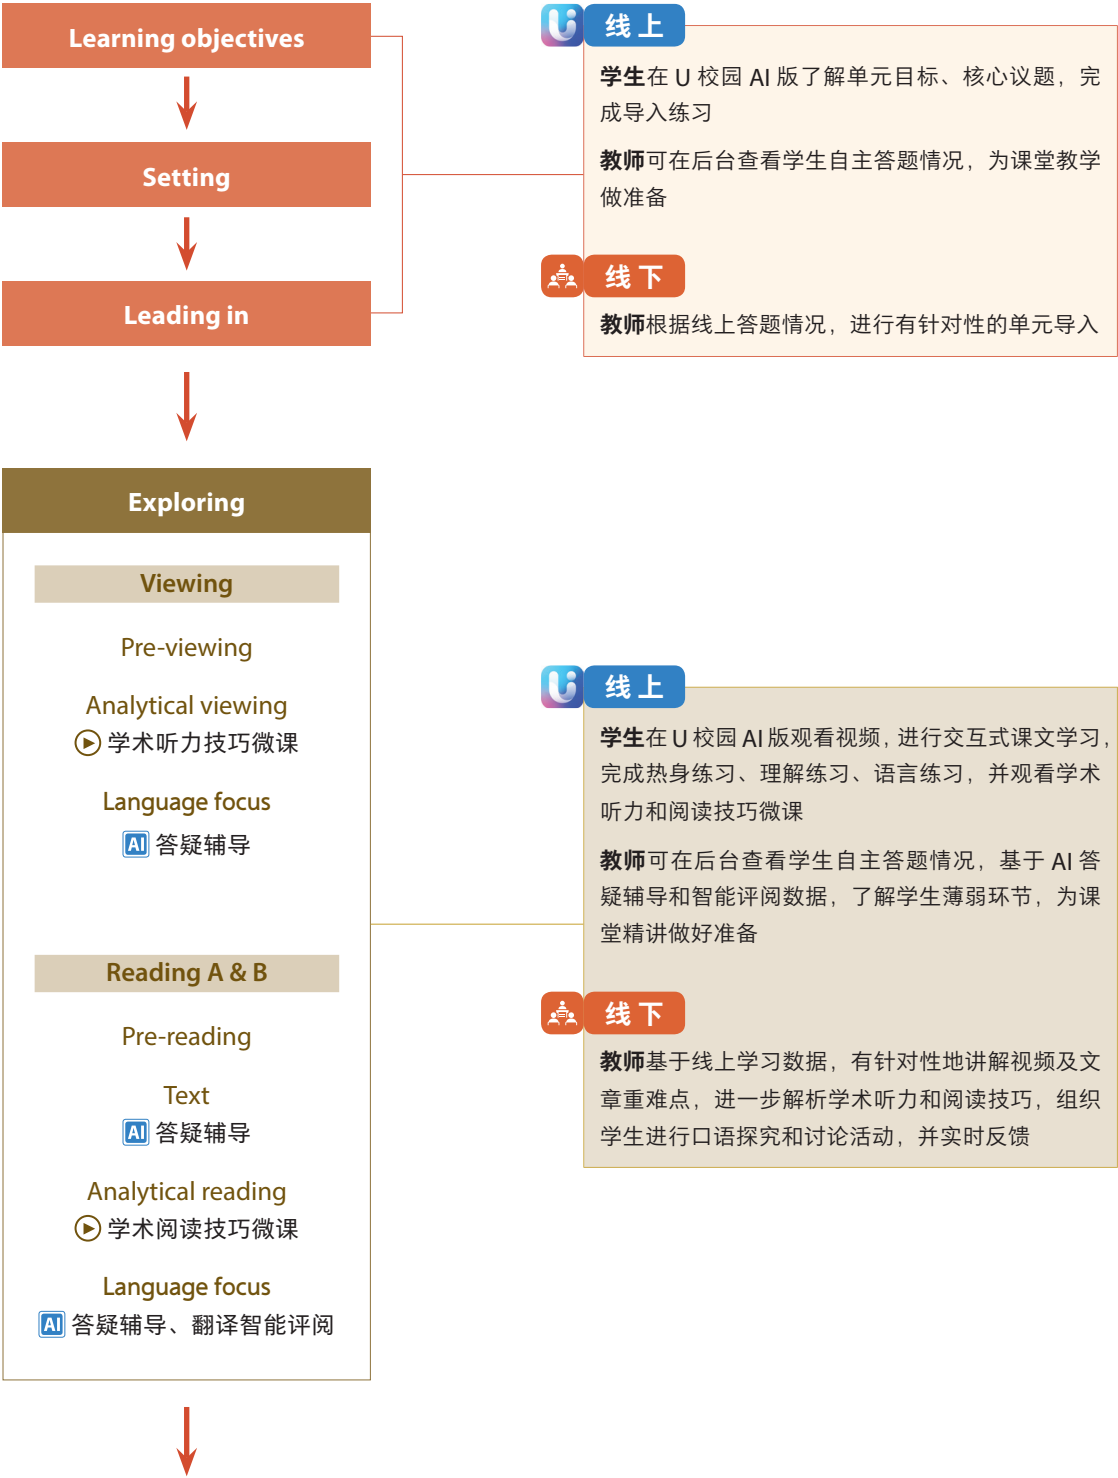 Learning objectives
Setting
Leading in
线上
学生在 U 校园 AI 版了解单元目标、核心议题，完
成导入练习
教师可在后台查看学生自主答题情况，为课堂教学
做准备
线下
教师根据线上答题情况，进行有针对性的单元导入
Exploring
Viewing
Pre-viewing
Analytical viewing
学术听力技巧微课
Language focus
AI 答疑辅导
Reading A & B
Pre-reading
Text
AI 答疑辅导
Analytical reading
学术阅读技巧微课
Language focus
AI 答疑辅导、翻译智能评阅
线上
学生在 U 校园 AI 版观看视频，进行交互式课文学习，
完成热身练习、理解练习、语言练习，并观看学术
听力和阅读技巧微课
教师可在后台查看学生自主答题情况，基于 AI 答
疑辅导和智能评阅数据，了解学生薄弱环节，为课
堂精讲做好准备
线下
教师基于线上学习数据，有针对性地讲解视频及文
章重难点，进一步解析学术听力和阅读技巧，组织
学生进行口语探究和讨论活动，并实时反馈